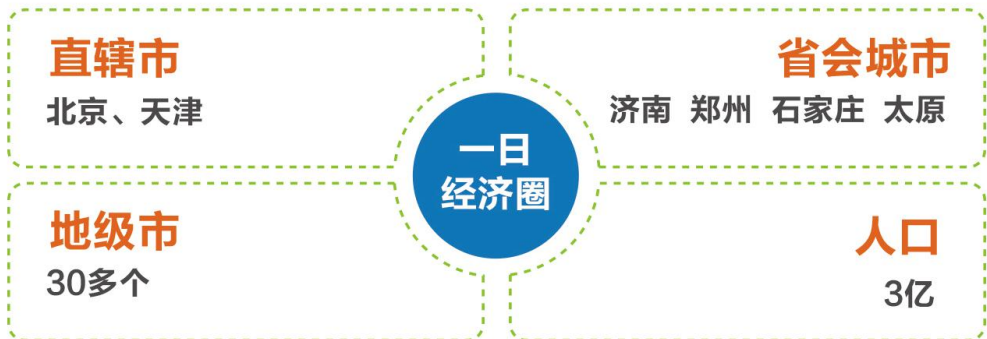 直辖市
北京、天津
省会城市
济南 郑州 石家庄 太原
一日
经济圈
地级市
30多个
人口
3亿